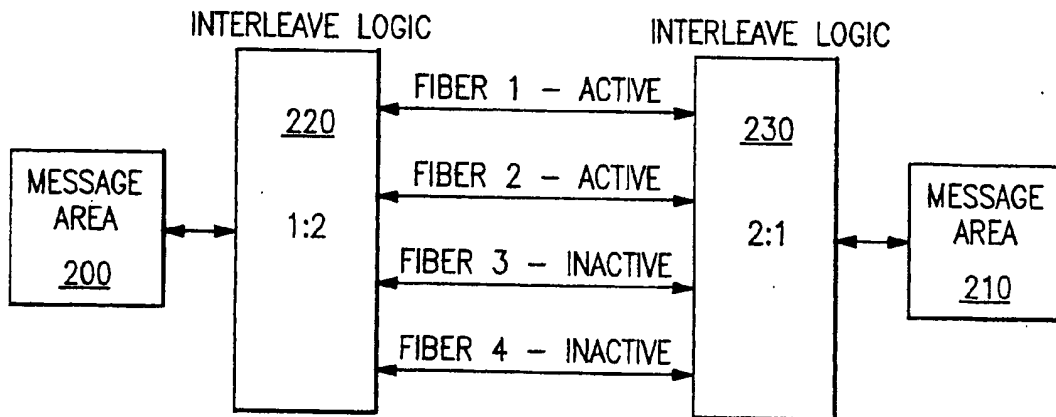 INTERLEAVE LOGIC
INTERLEAVE LOGIC
FIBER 1 – ACTIVE
220
230
FIBER 2 – ACTIVE
MESSAGE
AREA
200
1:2
2:1
MESSAGE
AREA
210
FIBER 3 – INACTIVE
FIBER 4 – INACTIVE